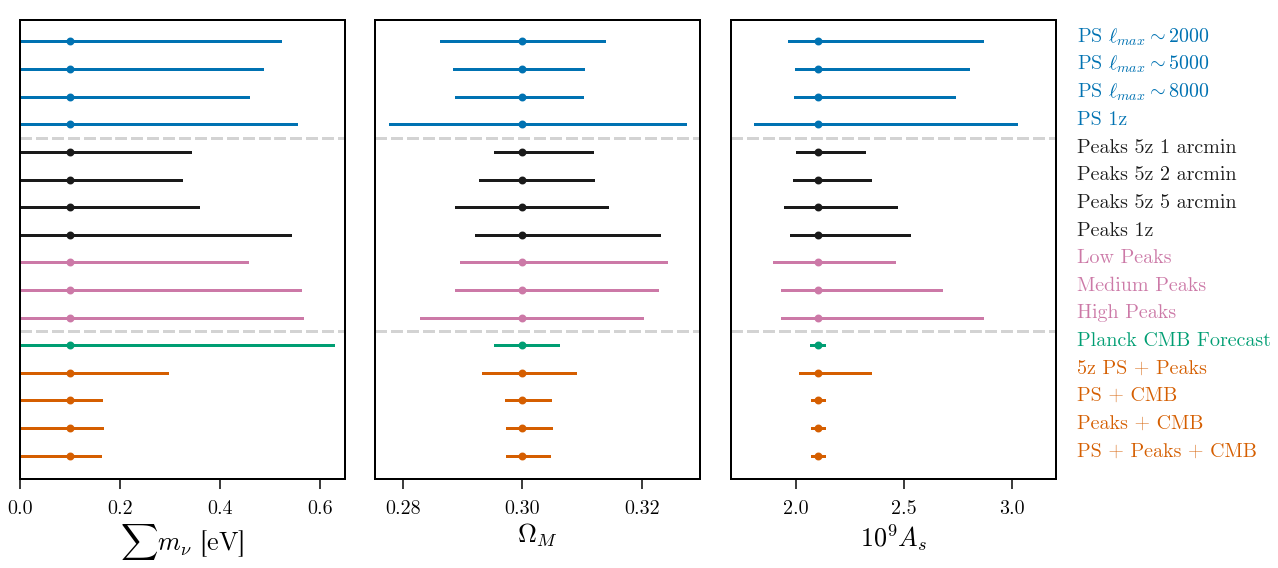 PS ℓmax ∼ 2000
PS ℓmax ∼ 5000
PS ℓmax ∼ 8000
PS 1z
Peaks 5z 1 arcmin
Peaks 5z 2 arcmin
Peaks 5z 5 arcmin
Peaks 1z
Low Peaks
Medium Peaks
High Peaks
Planck CMB Forecast
5z PS + Peaks
PS + CMB
Peaks + CMB
PS + Peaks + CMB
0.0 0.2 0.4 0.6
∑mν [eV]
0.28 0.30 0.32
ΩM
2.0 2.5 3.0
10⁹As